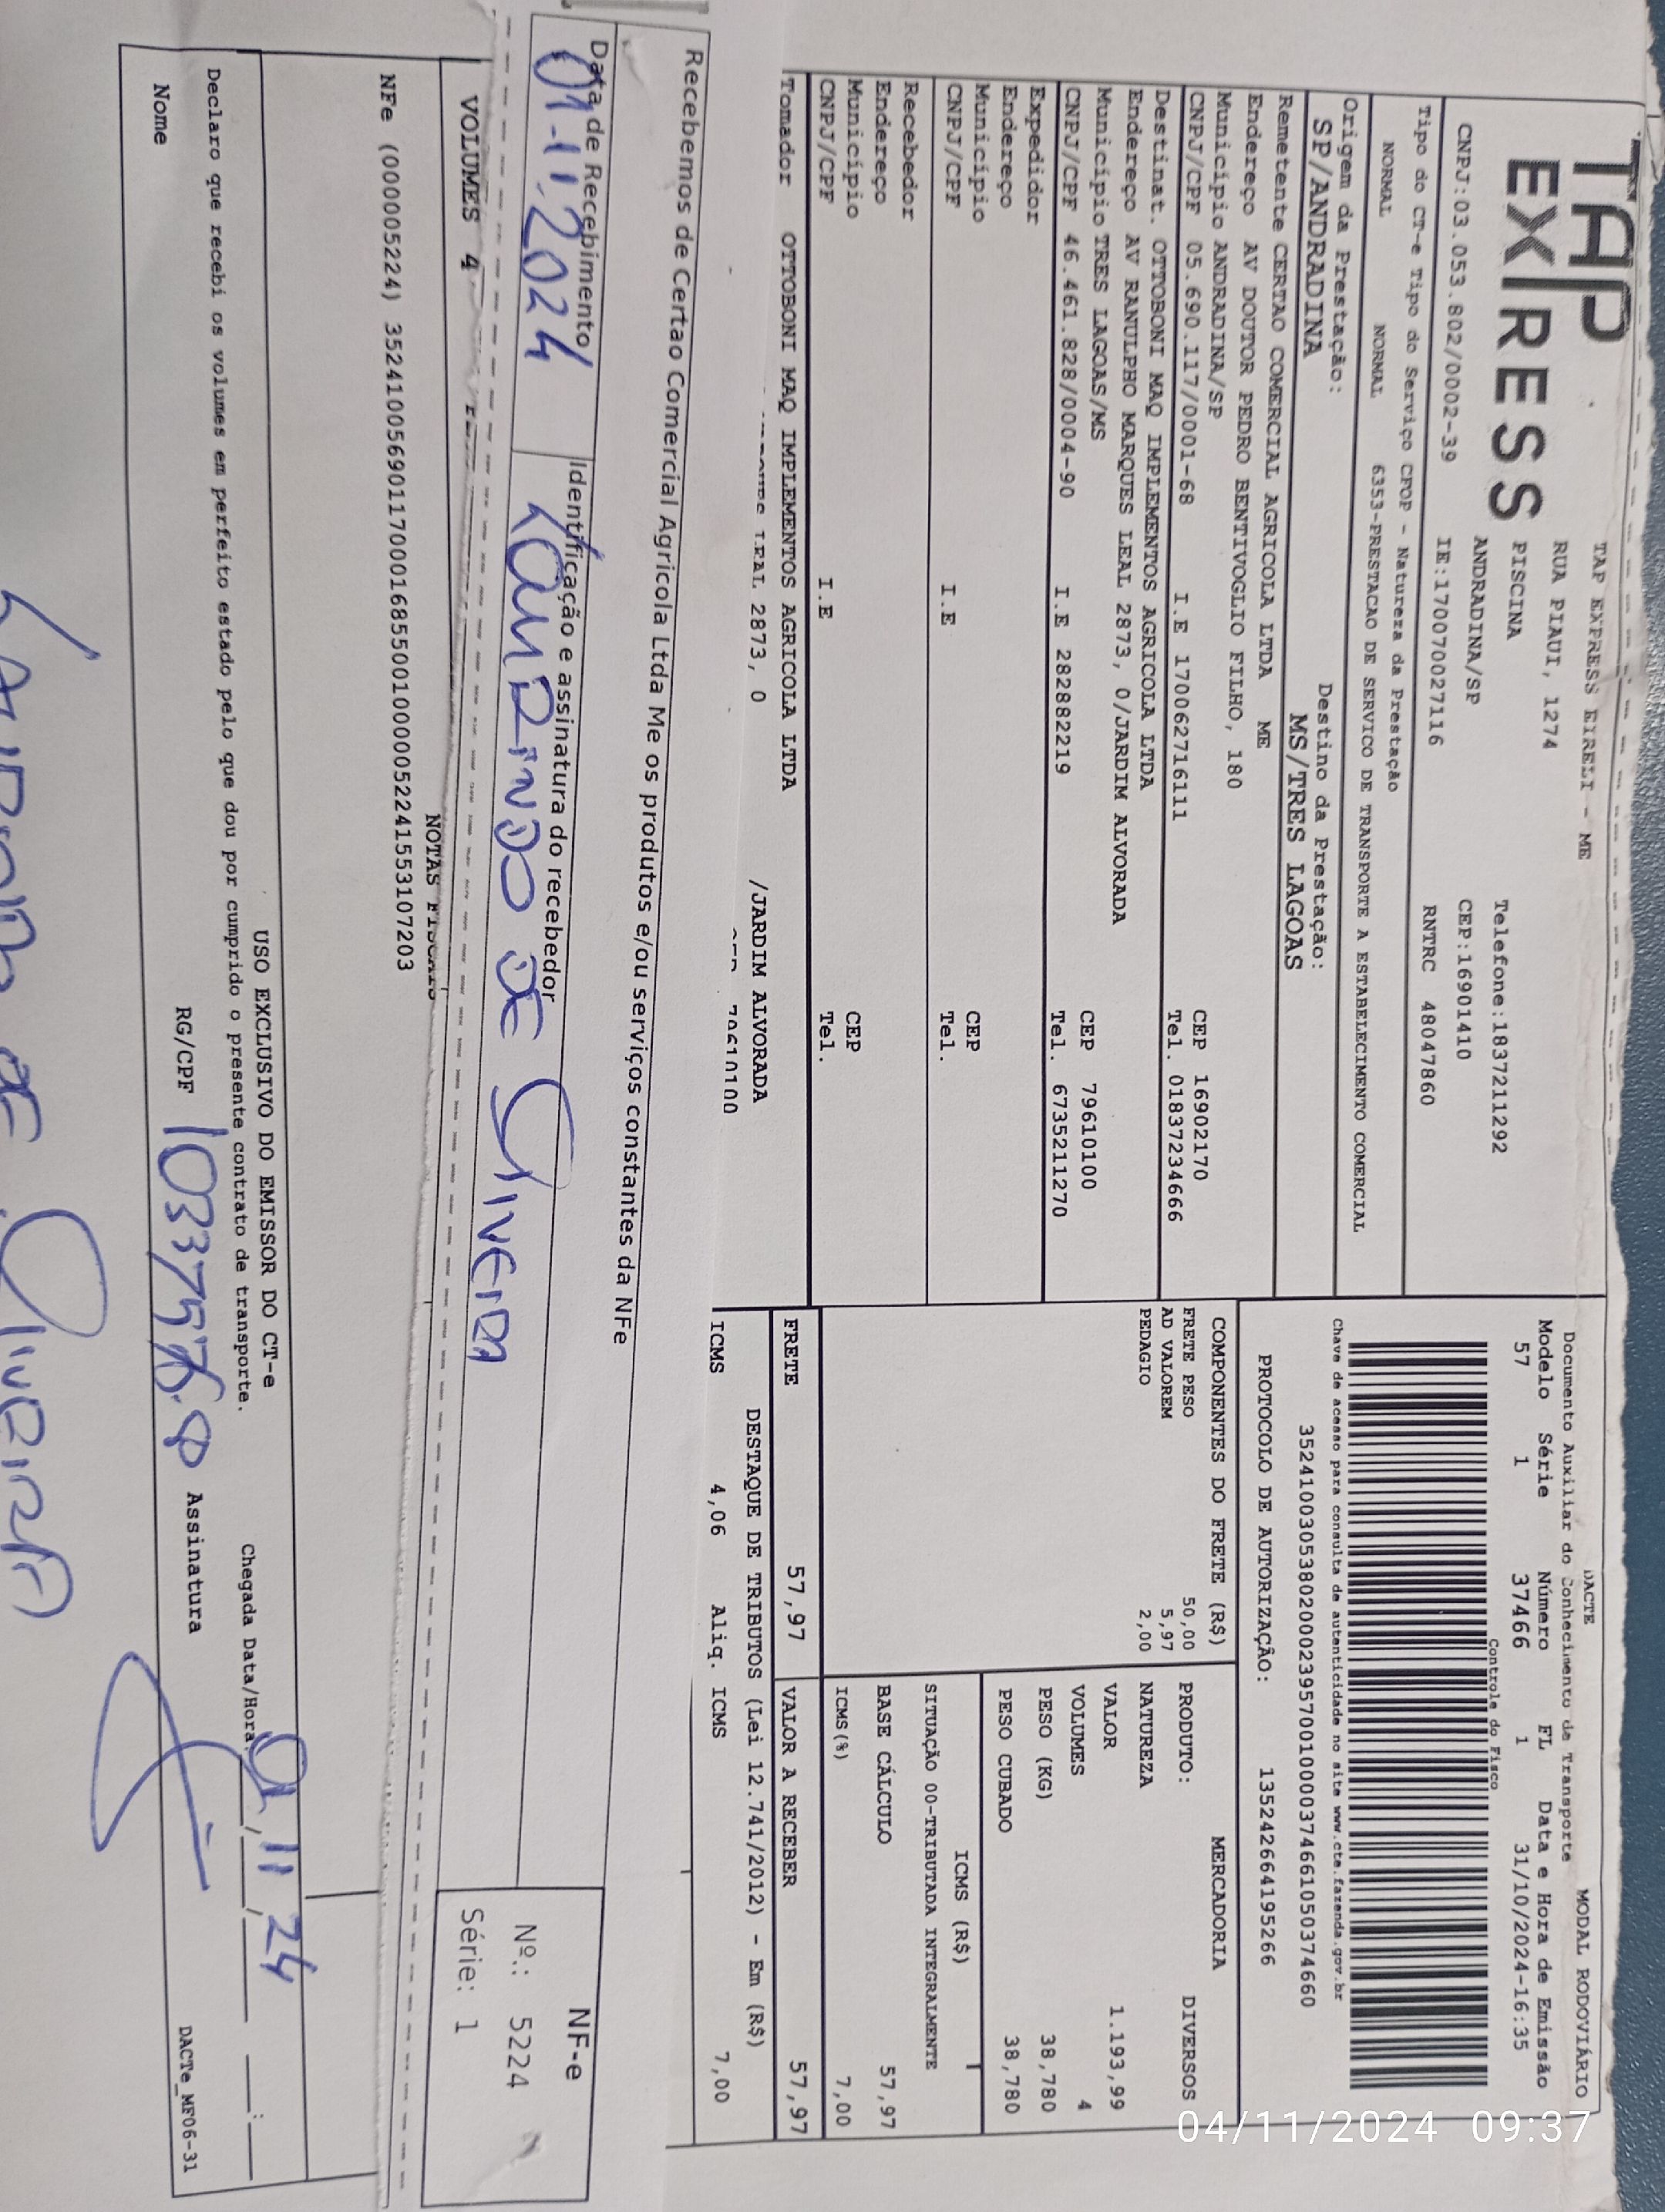 TAP
EXPRESS
TAP EXPRESS EIRELI - ME
RUA PIAUI, 1274
PISCINA
ANDRADINA/SP
Telefone:1837211292
CEP:16901410
CNPJ:03.053.802/0002-39 IE:170070027116 RNTRC 48047860
Tipo do CT-e Tipo do Serviço CFOP - Natureza da Prestação
NORMAL NORMAL 6353-PRESTACAO DE SERVICO DE TRANSPORTE A ESTABELECIMENTO COMERCIAL
Origem da Prestação: Destino da Prestação:
SP/ANDRADINA MS/TRES LAGOAS
Remetente CERTAO COMERCIAL AGRICOLA LTDA ME
Endereço AV DOUTOR PEDRO BENTIVOGLIO FILHO, 180
Município ANDRADINA/SP CEP 16902170
CNPJ/CPF 05.690.117/0001-68 I.E 170062716111 Tel. 01837234666
Destinat. OTTOBONI MAQ IMPLEMENTOS AGRICOLA LTDA
Endereço AV RANULPHO MARQUES LEAL 2873, 0/JARDIM ALVORADA
Município TRES LAGOAS/MS CEP 79610100
CNPJ/CPF 46.461.828/0004-90 I.E 282882219 Tel. 6735211270
Expedidor
Endereço
Município CEP
CNPJ/CPF I.E Tel.
Recebedor
Endereço
Município CEP
CNPJ/CPF I.E Tel.
Tomador OTTOBONI MAQ IMPLEMENTOS AGRICOLA LTDA
LEAL 2873, 0 /JARDIM ALVORADA
79610100
DACTE
MODAL RODOVIÁRIO
Documento Auxiliar do Conhecimento de Transporte
Modelo Série Número FL Data e Hora de Emissão
57 1 37466 1 31/10/2024-16:35
Controle do Fisco
Chave de acesso para consulta de autenticidade no site www.cte.fazenda.gov.br
35241003053802000239570010000374661050374660
PROTOCOLO DE AUTORIZAÇÃO: 135242664195266
COMPONENTES DO FRETE (R$)
FRETE PESO 50,00
AD VALOREM 5,97
PEDAGIO 2,00
MERCADORIA
PRODUTO: DIVERSOS
NATUREZA
VALOR 1.193,99
VOLUMES 4
PESO (KG) 38,780
PESO CUBADO 38,780
ICMS (R$)
SITUAÇÃO 00-TRIBUTADA INTEGRALMENTE
BASE CÁLCULO 57,97
ICMS(%) 7,00
FRETE 57,97 VALOR A RECEBER 57,97
DESTAQUE DE TRIBUTOS (Lei 12.741/2012) - Em (R$)
ICMS 4,06 Aliq. ICMS 7,00
Recebemos de Certao Comercial Agricola Ltda Me os produtos e/ou serviços constantes da NFe
Data de Recebimento Identificação e assinatura do recebedor
01-11.2024 LAURINDO DE OLIVEIRA
NF-e
Nº.: 5224
Série: 1
VOLUMES 4
NOTAS FISCAIS
NFe (000005224) 35241005690117000168550010000052241553107203
USO EXCLUSIVO DO EMISSOR DO CT-e
Declaro que recebi os volumes em perfeito estado pelo que dou por cumprido o presente contrato de transporte.
Chegada Data/Hora 01/11/24
Nome RG/CPF Assinatura
LAURINDO DE OLIVEIRA
DACTe_MF06-31
04/11/2024 09:37